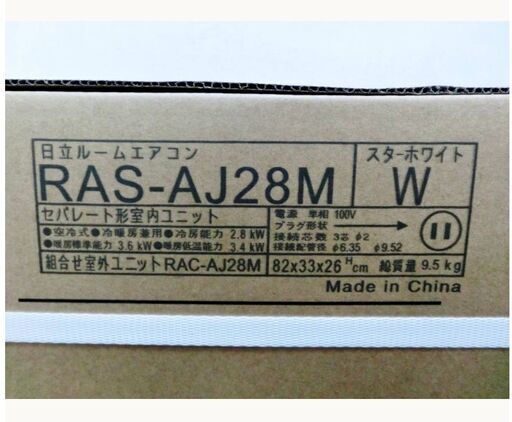 日立ルームエアコン
スターホワイト
RAS-AJ28M
W
セパレート形室内ユニット
●空冷式●冷暖房兼用●冷房能力 2.8 kW
●暖房標準能力 3.6 kW●暖房低温能力 3.4 kW
電源 単相 100V
プラグ形状
接続芯数 3芯 φ2
接続配管径 φ6.35 φ9.52
組合せ室外ユニットRAC-AJ28M
82x33x26ᴴcm 総質量 9.5 kg
Made in China